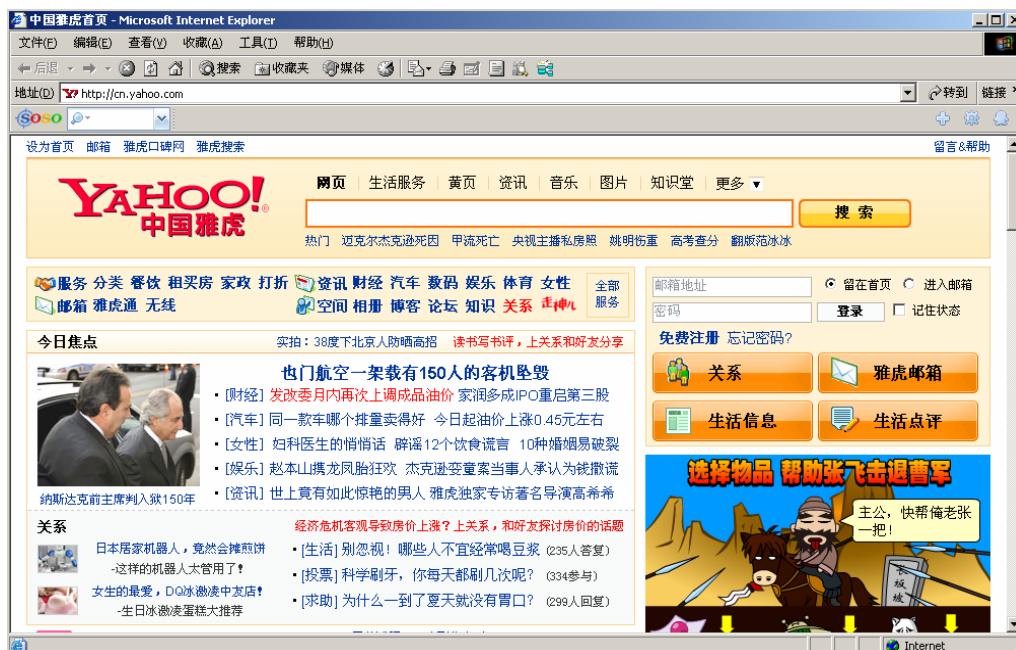 中国雅虎首页 - Microsoft Internet Explorer
文件(F) 编辑(E) 查看(V) 收藏(A) 工具(T) 帮助(H)
后退 搜索 收藏夹 媒体
地址(D) http://cn.yahoo.com 转到 链接 »
SOSO
设为首页 邮箱 雅虎口碑网 雅虎搜索 留言&帮助
YAHOO!
中国雅虎
网页 生活服务 黄页 资讯 音乐 图片 知识堂 更多
搜 索
热门 迈克尔杰克逊死因 甲流死亡 央视主播私房照 姚明伤重 高考查分 翻版范冰冰
服务 分类 餐饮 租买房 家政 打折 资讯 财经 汽车 数码 娱乐 体育 女性
邮箱 雅虎通 无线 空间 相册 博客 论坛 知识 关系 走神儿
全部
服务
邮箱地址 留在首页 进入邮箱
密码 登录 记住状态
免费注册 忘记密码?
关系 雅虎邮箱
生活信息 生活点评
今日焦点 实拍：38度下北京人防晒高招 读书写书评，上关系和好友分享
也门航空一架载有150人的客机坠毁
[财经] 发改委月内再次上调成品油价 家润多成IPO重启第三股
[汽车] 同一款车哪个排量卖得好 今日起油价上涨0.45元左右
[女性] 妇科医生的悄悄话 辟谣12个饮食谎言 10种婚姻易破裂
[娱乐] 赵本山携龙凤胎狂欢 杰克逊娈童案当事人承认为钱撒谎
[资讯] 世上竟有如此惊艳的男人 雅虎独家专访著名导演高希希
纳斯达克前主席判入狱150年
关系 经济危机客观导致房价上涨？上关系，和好友探讨房价的话题
日本居家机器人，竟然会摊煎饼
-这样的机器人太管用了!
女生的最爱，DQ冰激凌中友店!
-生日冰激凌蛋糕大推荐
[生活] 别忽视！哪些人不宜经常喝豆浆 (235人答复)
[投票] 科学刷牙，你每天都刷几次呢？ (334参与)
[求助] 为什么一到了夏天就没有胃口？ (299人回复)
选择物品 帮助张飞击退曹军
主公，快帮俺老张
一把！
长板坡
Internet